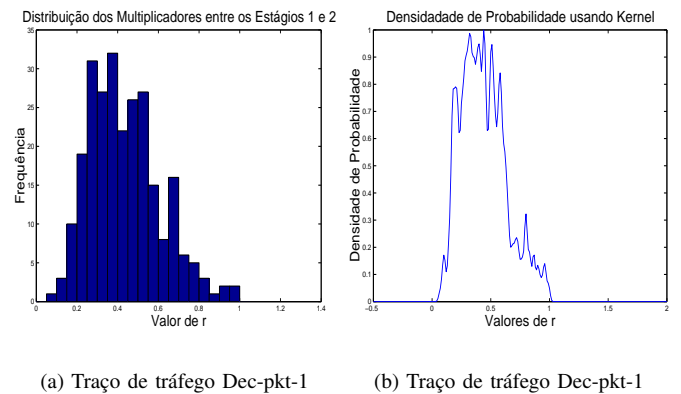 Distribuição dos Multiplicadores entre os Estágios 1 e 2
Frequência
35
30
25
20
15
10
5
0
0 0.2 0.4 0.6 0.8 1 1.2 1.4
Valor de r
(a) Traço de tráfego Dec-pkt-1
Densidadade de Probabilidade usando Kernel
Densidade de Probabilidade
1
0.9
0.8
0.7
0.6
0.5
0.4
0.3
0.2
0.1
0
−0.5 0 0.5 1 1.5 2
Valores de r
(b) Traço de tráfego Dec-pkt-1